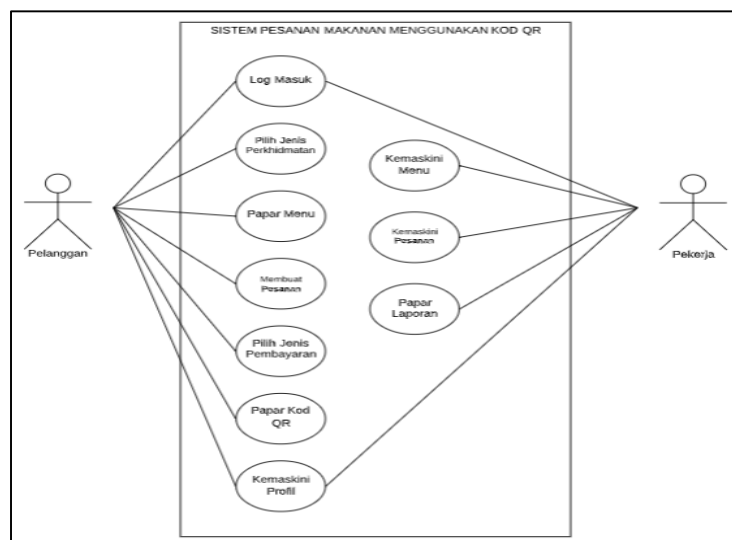 SISTEM PESANAN MAKANAN MENGGUNAKAN KOD QR
Log Masuk
Pilih Jenis
Perkhidmatan
Papar Menu
Membuat
Pesanan
Pilih Jenis
Pembayaran
Papar Kod
QR
Kemaskini
Profil
Kemaskini
Menu
Kemaskini
Pesanan
Papar
Laporan
Pelanggan
Pekerja